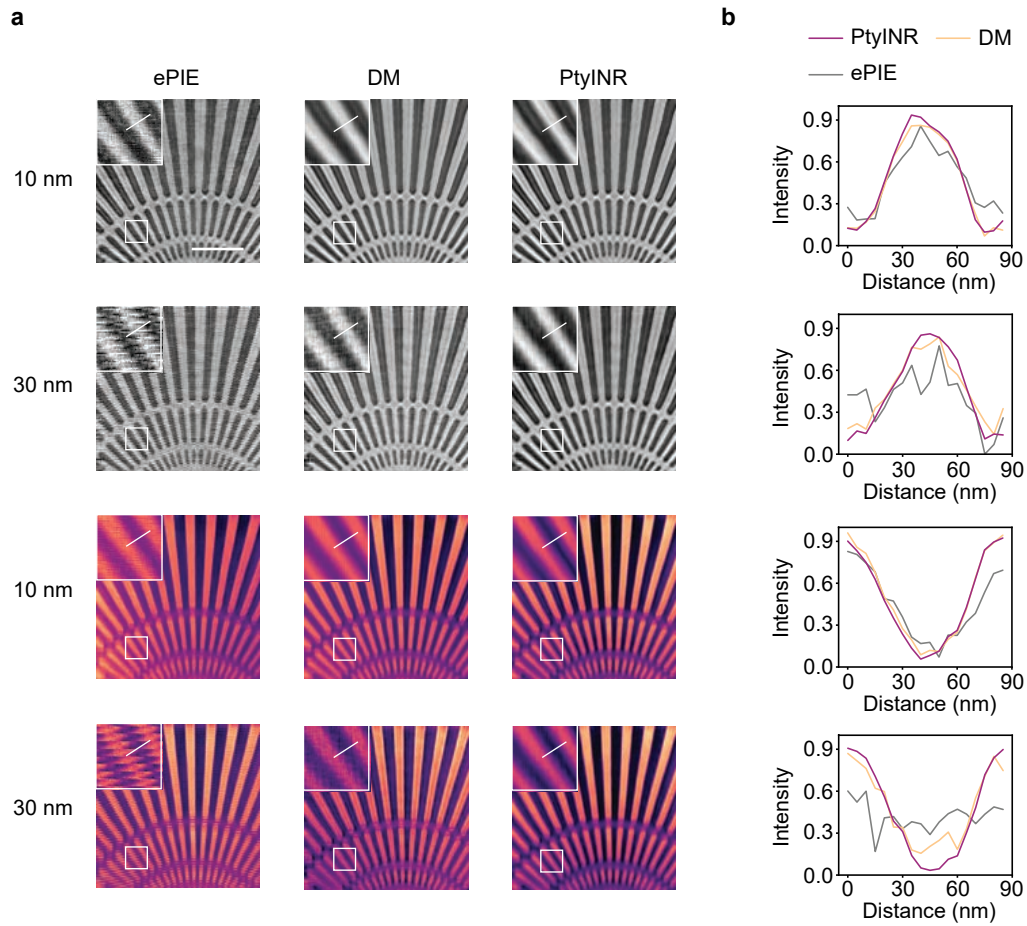 a
b
PtyINR
DM
ePIE
ePIE
DM
PtyINR
10 nm
0.9
0.6
0.3
0.0
Intensity
0 30 60 90
Distance (nm)
30 nm
0.9
0.6
0.3
0.0
Intensity
0 30 60 90
Distance (nm)
10 nm
0.9
0.6
0.3
0.0
Intensity
0 30 60 90
Distance (nm)
30 nm
0.9
0.6
0.3
0.0
Intensity
0 30 60 90
Distance (nm)